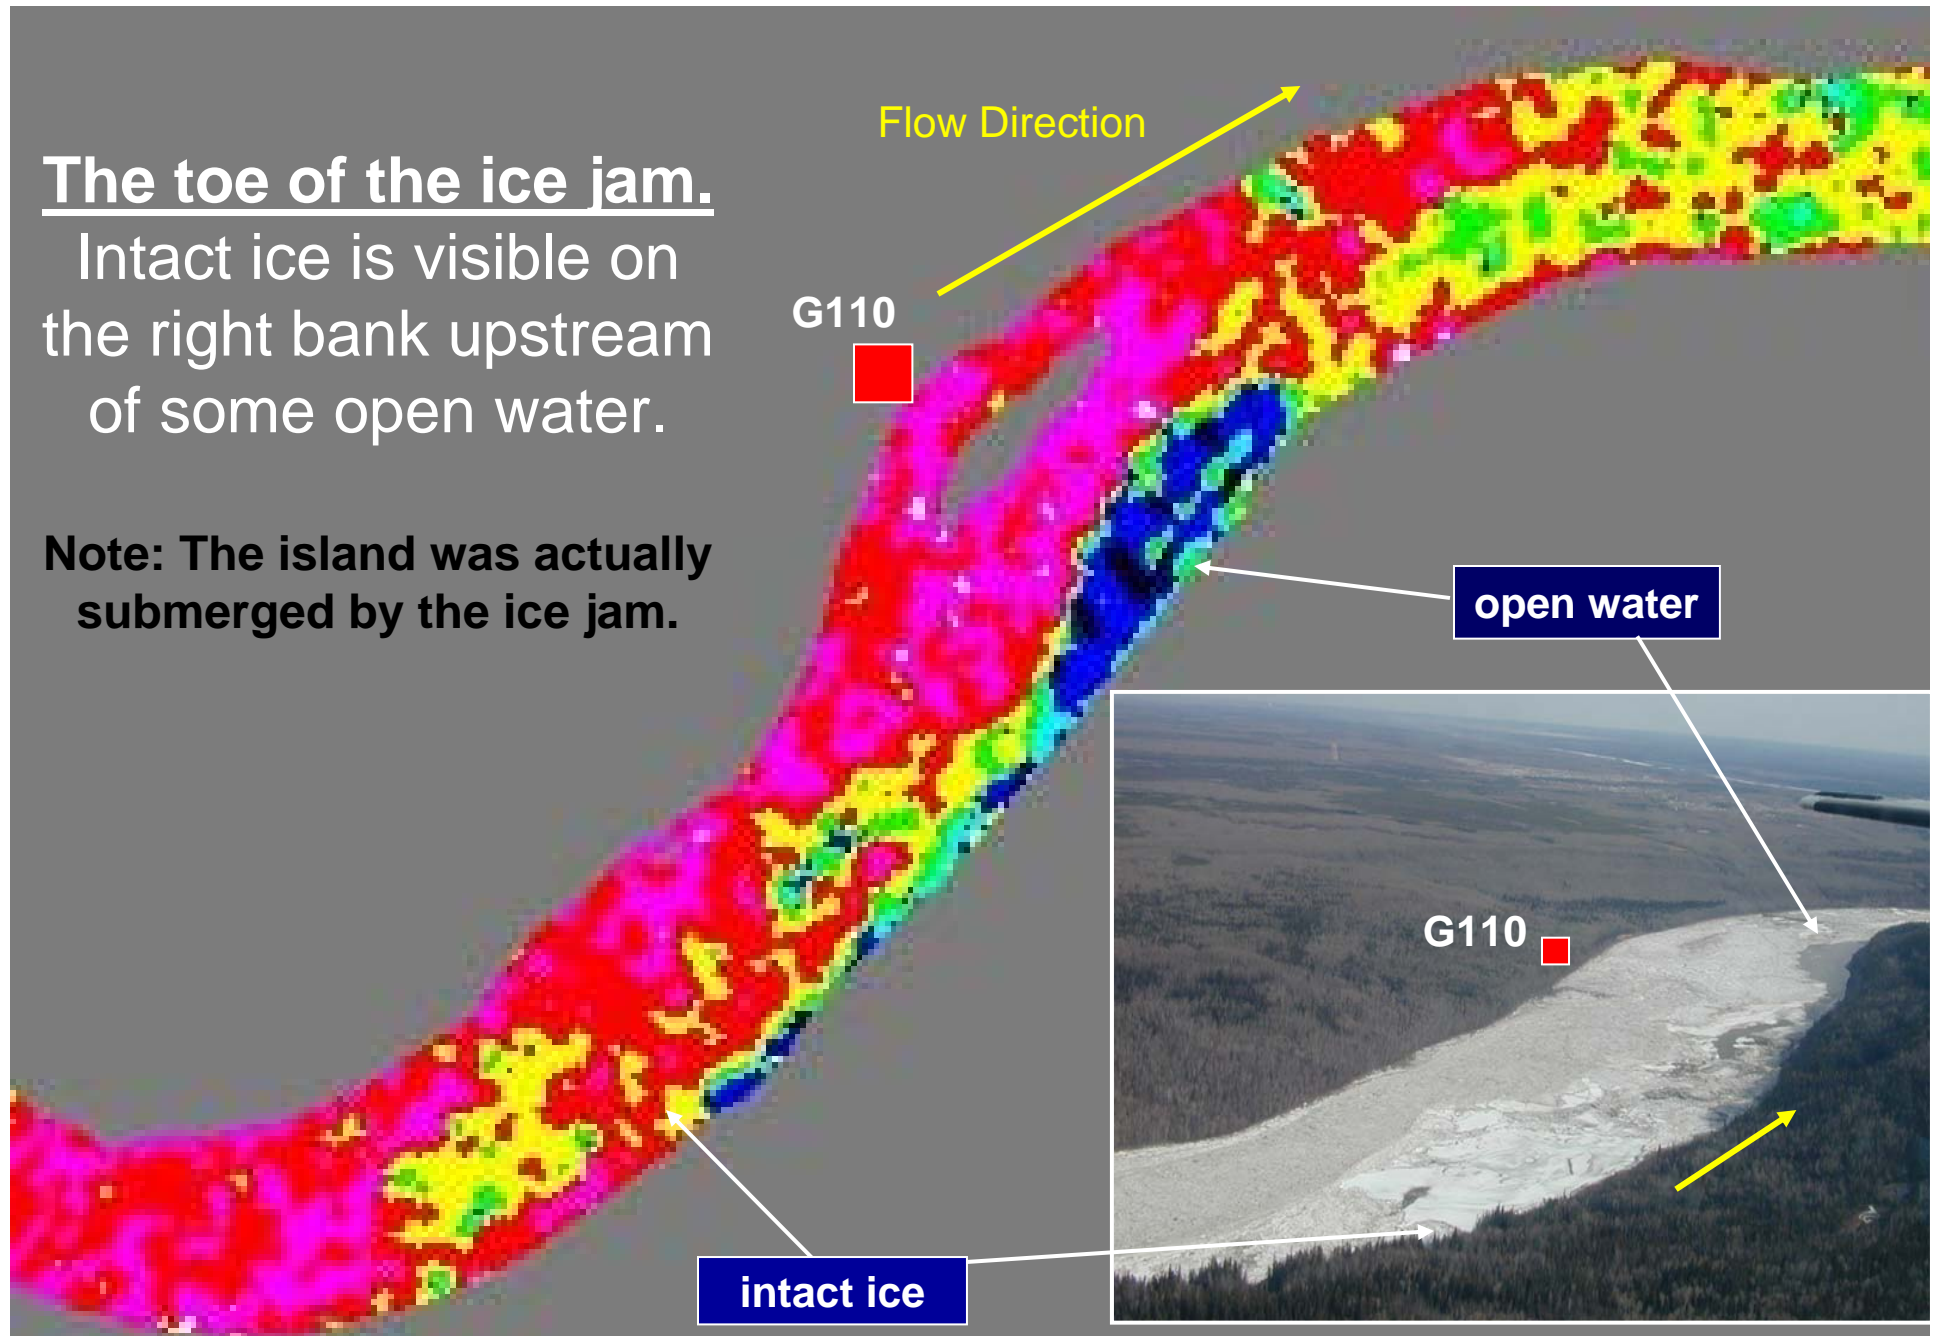 Flow Direction
The toe of the ice jam.
Intact ice is visible on
the right bank upstream
of some open water.
G110
Note: The island was actually
submerged by the ice jam.
open water
G110
intact ice